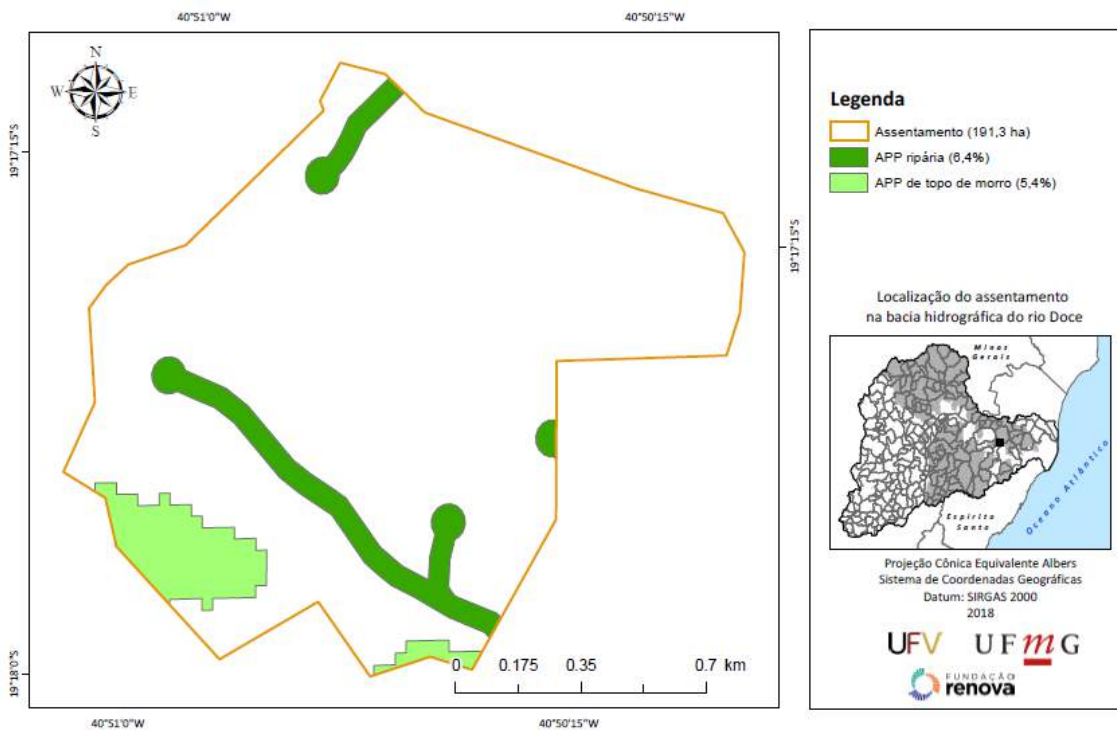 40°51'0"W
40°50'15"W
N
W
E
S
19°17'15"S
19°17'15"S
19°18'0"S
0
0.175
0.35
0.7 km
40°51'0"W
40°50'15"W
Legenda
Assentamento (191,3 ha)
APP ripária (6,4%)
APP de topo de morro (5,4%)
Localização do assentamento
na bacia hidrográfica do rio Doce
Minas
Gerais
Espírito
Santo
Oceano Atlântico
Projeção Cônica Equivalente Albers
Sistema de Coordenadas Geográficas
Datum: SIRGAS 2000
2018
UFV
UFmG
FUNDAÇÃO
renova